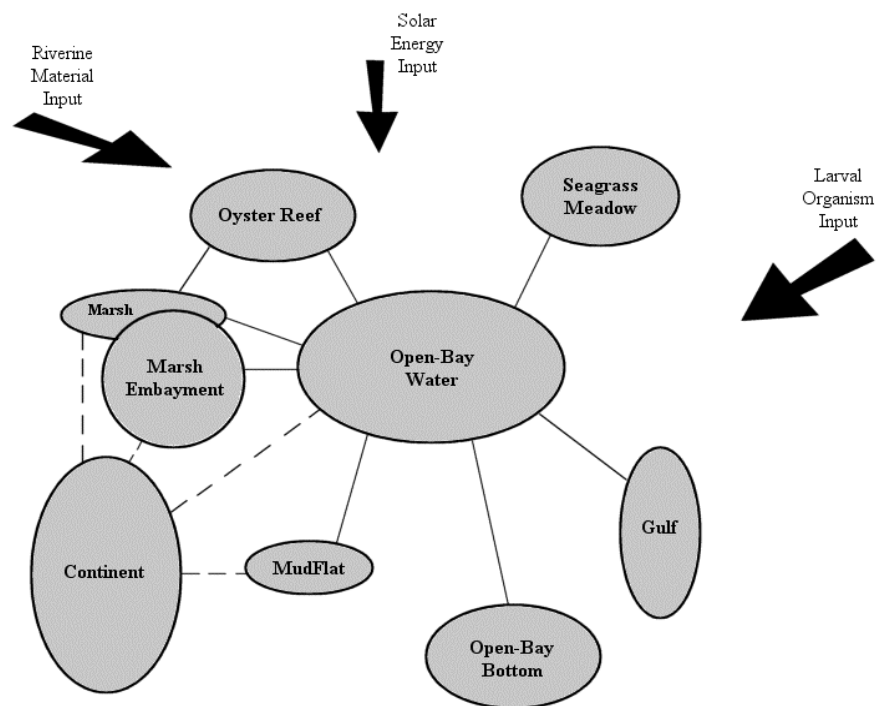 Solar
Energy
Input
Riverine
Material
Input
Larval
Organism
Input
Oyster Reef
Seagrass
Meadow
Marsh
Marsh
Embayment
Open-Bay
Water
Continent
MudFlat
Gulf
Open-Bay
Bottom